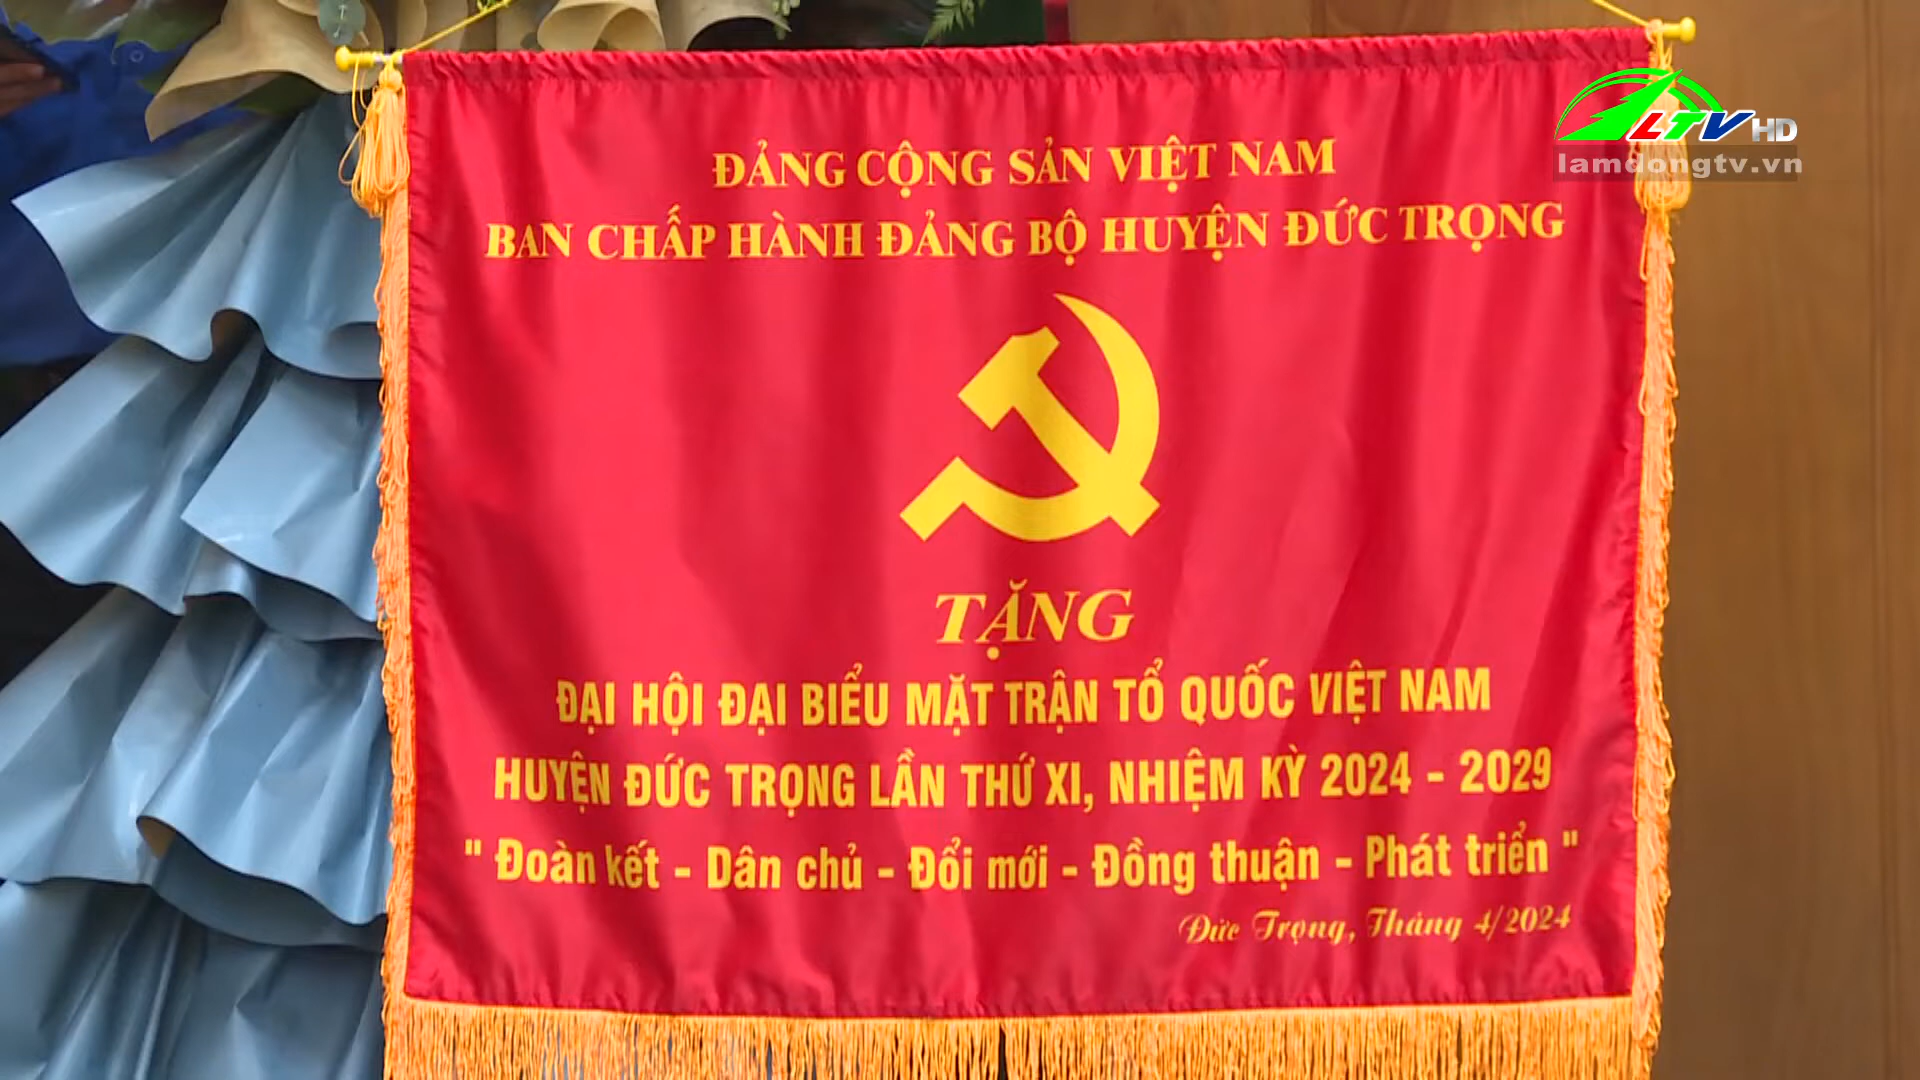 LTV HD
lamdongtv.vn
ĐẢNG CỘNG SẢN VIỆT NAM
BAN CHẤP HÀNH ĐẢNG BỘ HUYỆN ĐỨC TRỌNG
TẶNG
ĐẠI HỘI ĐẠI BIỂU MẶT TRẬN TỔ QUỐC VIỆT NAM
HUYỆN ĐỨC TRỌNG LẦN THỨ XI, NHIỆM KỲ 2024 - 2029
" Đoàn kết - Dân chủ - Đổi mới - Đồng thuận - Phát triển "
Đức Trọng, Tháng 4/2024